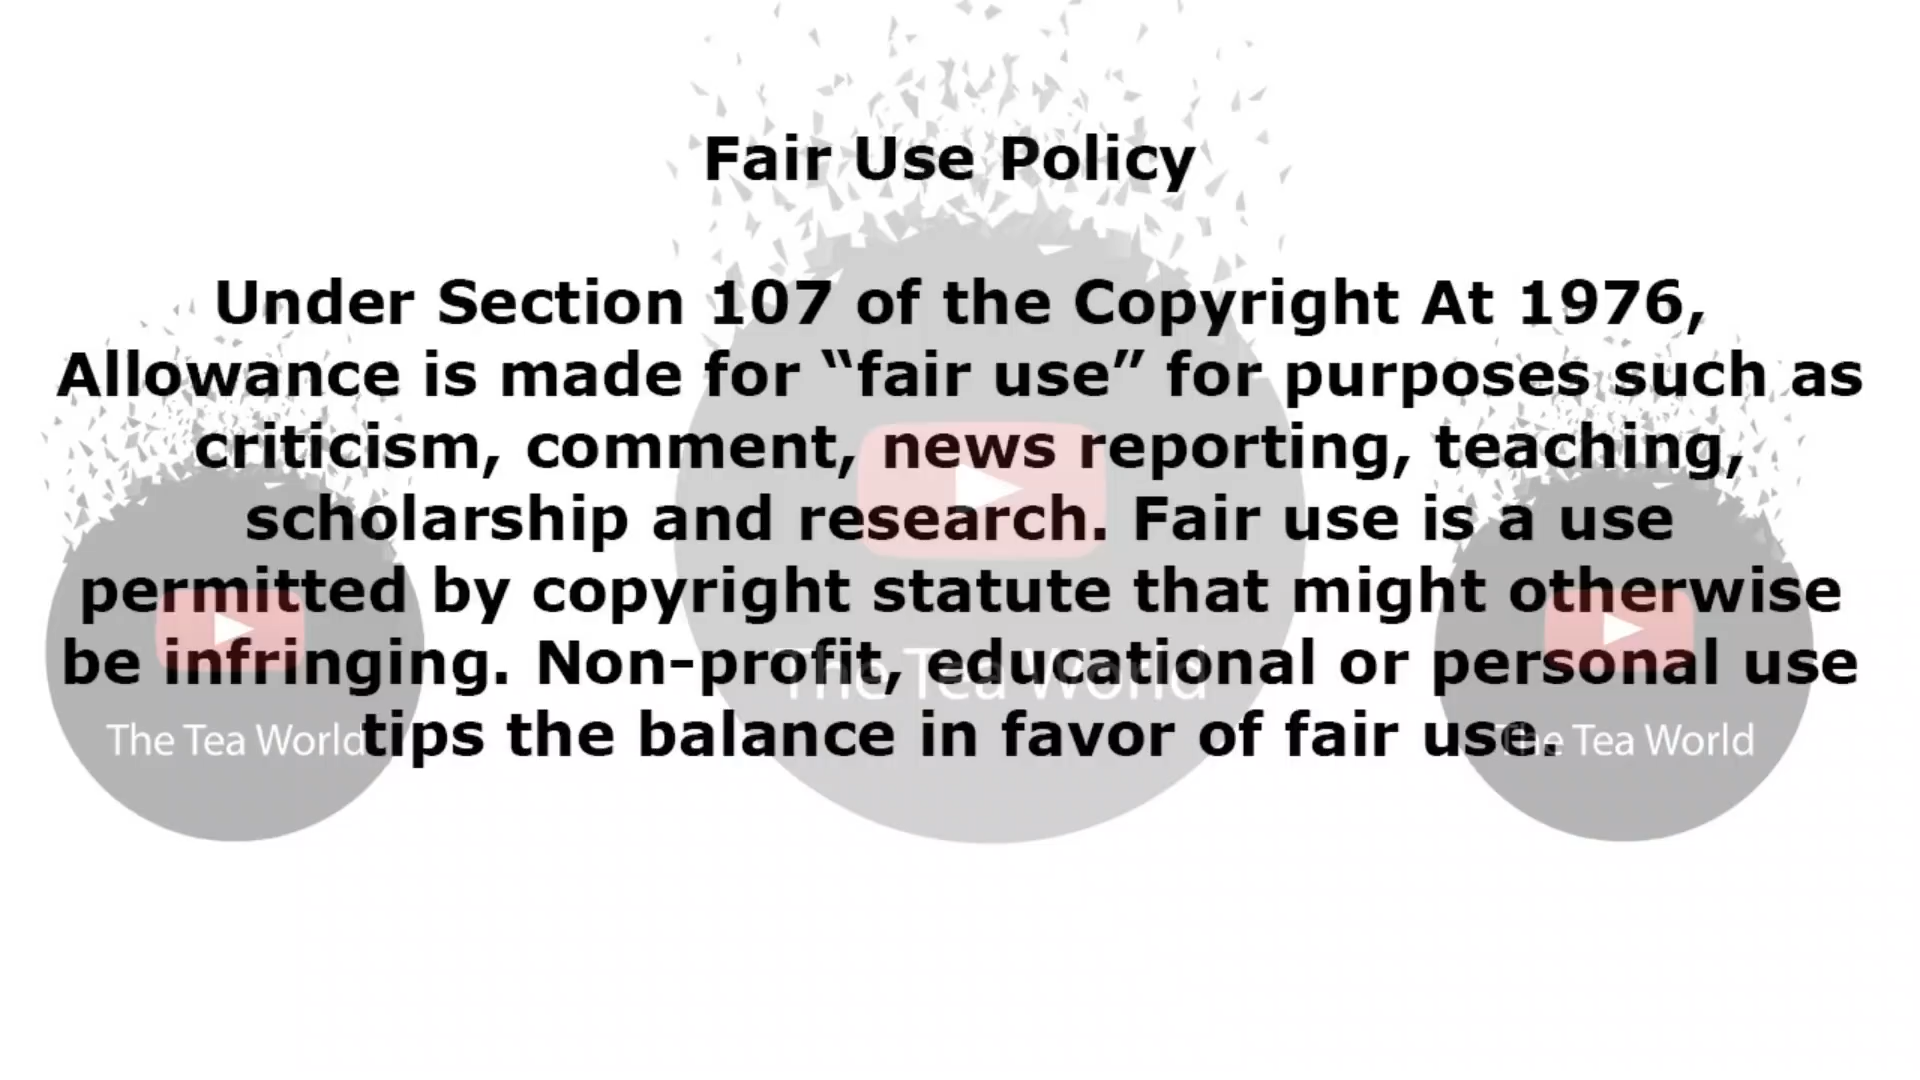 Fair Use Policy
Under Section 107 of the Copyright At 1976,
Allowance is made for “fair use” for purposes such as
criticism, comment, news reporting, teaching,
scholarship and research. Fair use is a use
permitted by copyright statute that might otherwise
be infringing. Non-profit, educational or personal use
tips the balance in favor of fair use.
The Tea World
The Tea World
The Tea World